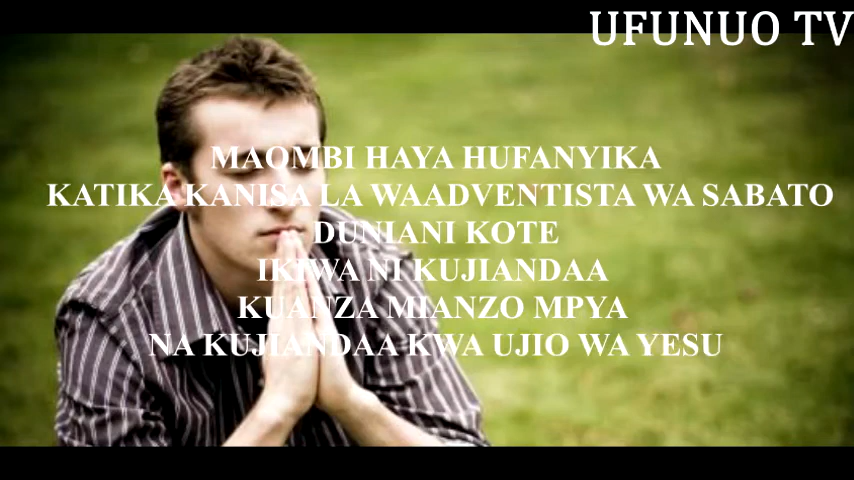 UFUNUO TV
MAOMBI HAYA HUFANYIKA
KATIKA KANISA LA WAADVENTISTA WA SABATO
DUNIANI KOTE
IKIWA NI KUJIANDAA
KUANZA MIANZO MPYA
NA KUJIANDAA KWA UJIO WA YESU